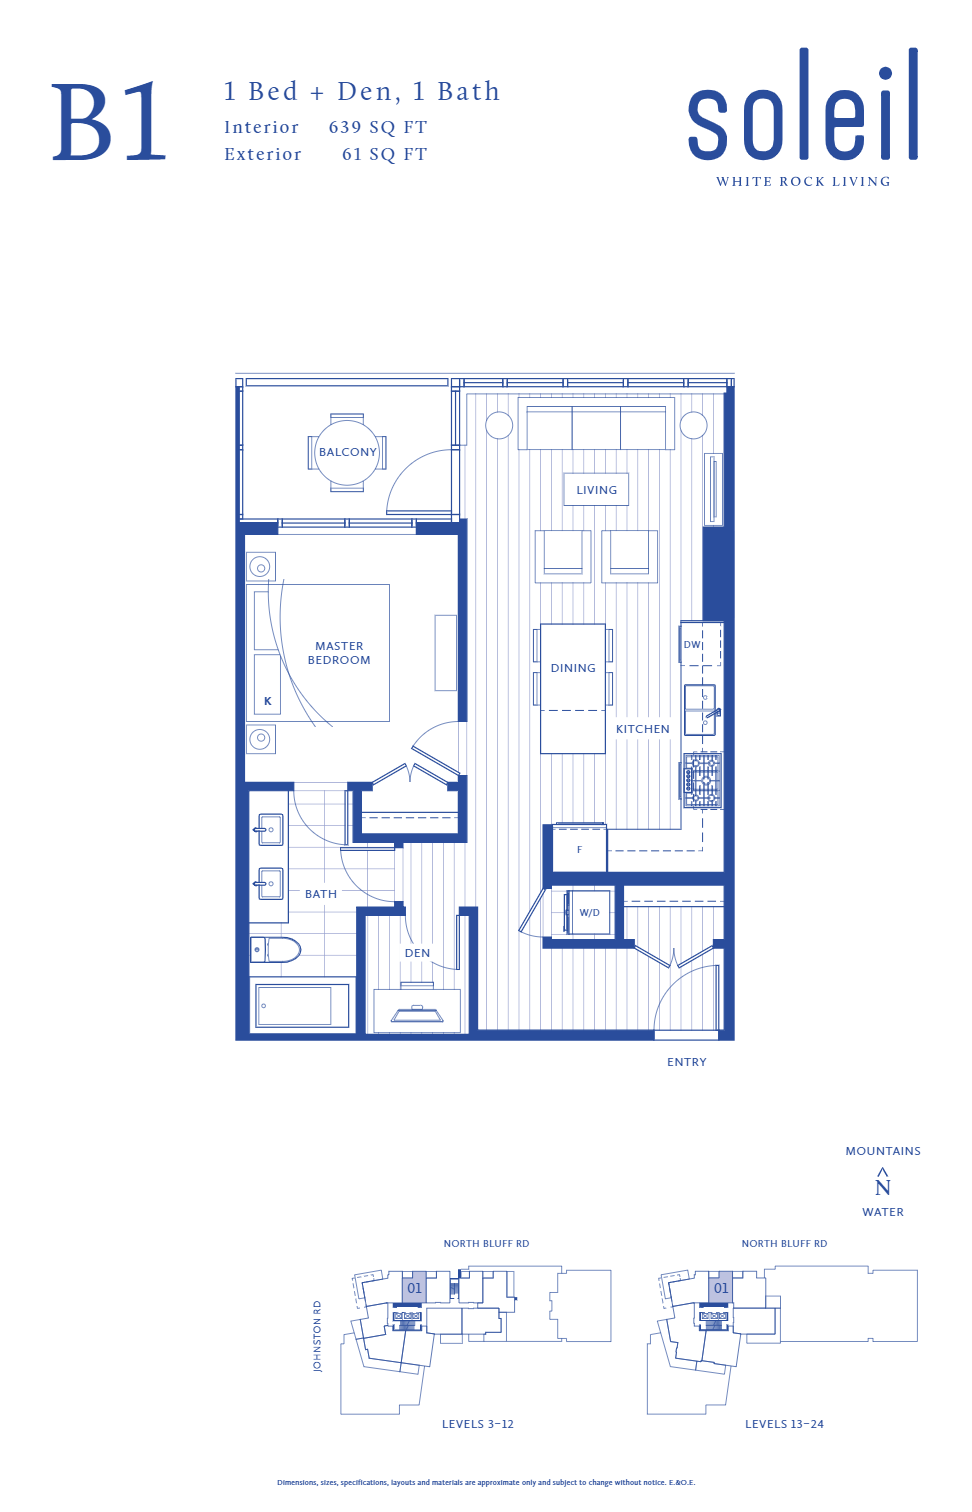 B1
1 Bed + Den, 1 Bath
Interior 639 SQ FT
Exterior 61 SQ FT
soleil
WHITE ROCK LIVING
BALCONY
LIVING
MASTER
BEDROOM
K
DW
DINING
KITCHEN
F
BATH
W/D
DEN
ENTRY
MOUNTAINS
N
WATER
NORTH BLUFF RD
NORTH BLUFF RD
01
01
JOHNSTON RD
LEVELS 3–12
LEVELS 13–24
Dimensions, sizes, specifications, layouts and materials are approximate only and subject to change without notice. E.&O.E.